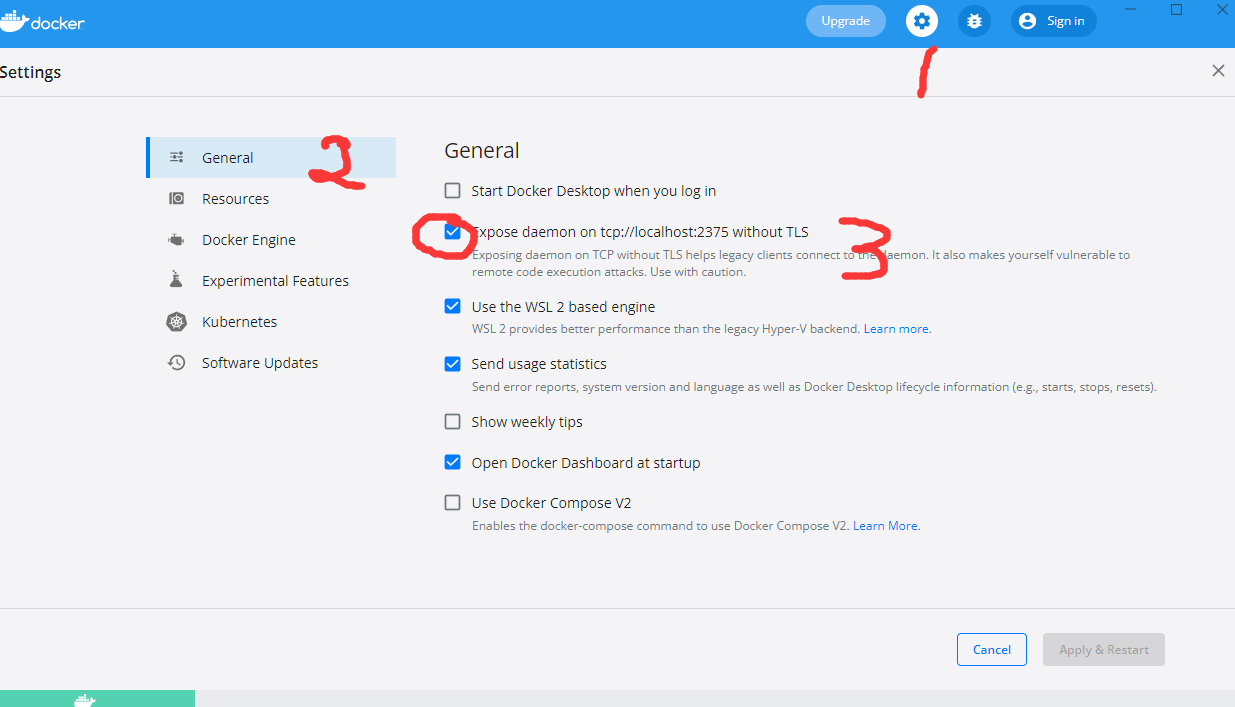 docker
Upgrade
Sign in
1
Settings
General
2
Resources
Docker Engine
Experimental Features
Kubernetes
Software Updates
General
Start Docker Desktop when you log in
Expose daemon on tcp://localhost:2375 without TLS
3
Exposing daemon on TCP without TLS helps legacy clients connect to the daemon. It also makes yourself vulnerable to
remote code execution attacks. Use with caution.
Use the WSL 2 based engine
WSL 2 provides better performance than the legacy Hyper-V backend. Learn more.
Send usage statistics
Send error reports, system version and language as well as Docker Desktop lifecycle information (e.g., starts, stops, resets).
Show weekly tips
Open Docker Dashboard at startup
Use Docker Compose V2
Enables the docker-compose command to use Docker Compose V2. Learn More.
Cancel
Apply & Restart